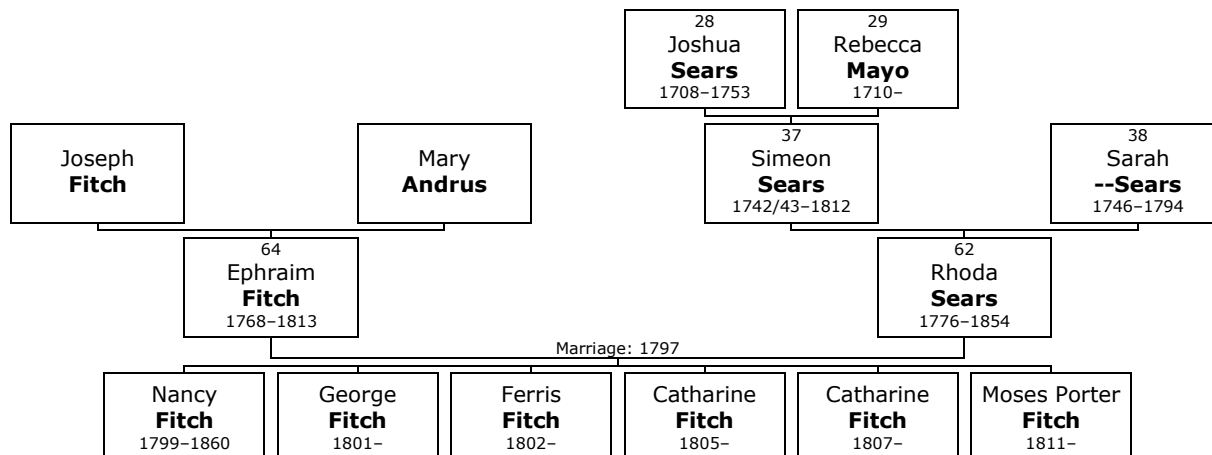 28
Joshua
Sears
1708–1753
29
Rebecca
Mayo
1710–
Joseph
Fitch
Mary
Andrus
37
Simeon
Sears
1742/43–1812
38
Sarah
--Sears
1746–1794
64
Ephraim
Fitch
1768–1813
62
Rhoda
Sears
1776–1854
Marriage: 1797
Nancy
Fitch
1799–1860
George
Fitch
1801–
Ferris
Fitch
1802–
Catharine
Fitch
1805–
Catharine
Fitch
1807–
Moses Porter
Fitch
1811–